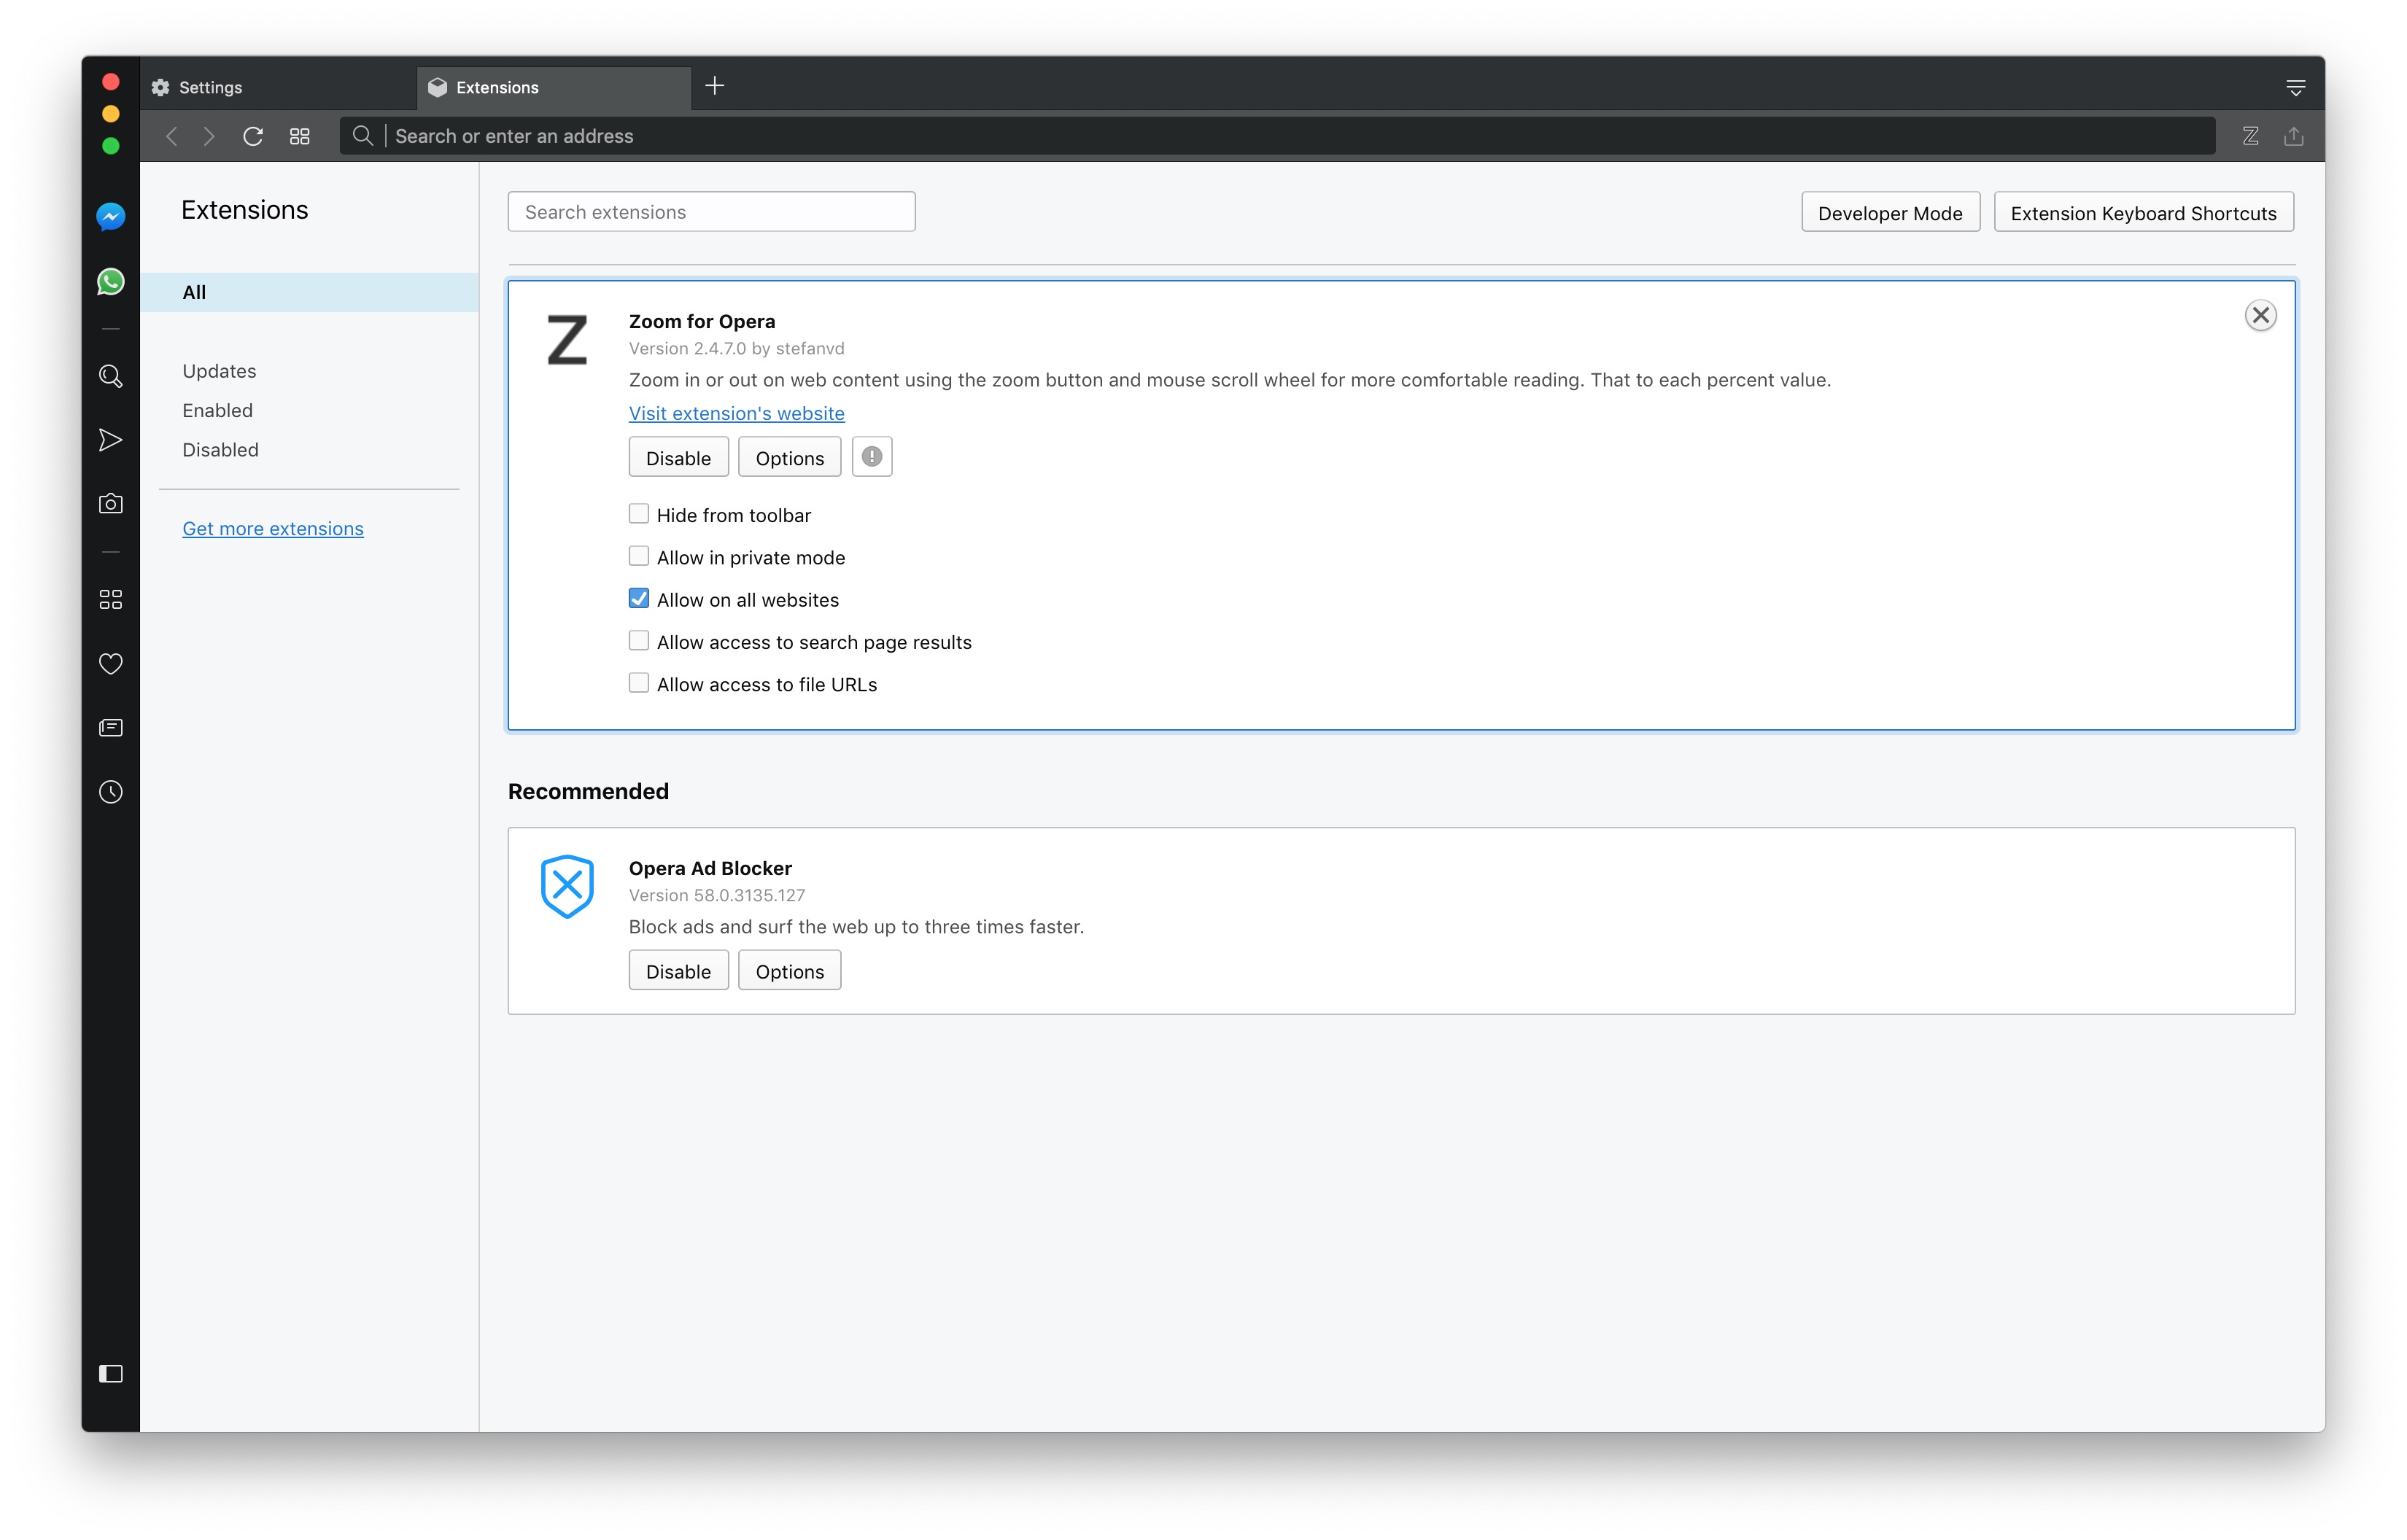 Settings
Extensions
Search or enter an address
Extensions
All
Updates
Enabled
Disabled
Get more extensions
Search extensions
Developer Mode
Extension Keyboard Shortcuts
Z
Zoom for Opera
Version 2.4.7.0 by stefanvd
Zoom in or out on web content using the zoom button and mouse scroll wheel for more comfortable reading. That to each percent value.
Visit extension's website
Disable
Options
Hide from toolbar
Allow in private mode
Allow on all websites
Allow access to search page results
Allow access to file URLs
Recommended
Opera Ad Blocker
Version 58.0.3135.127
Block ads and surf the web up to three times faster.
Disable
Options